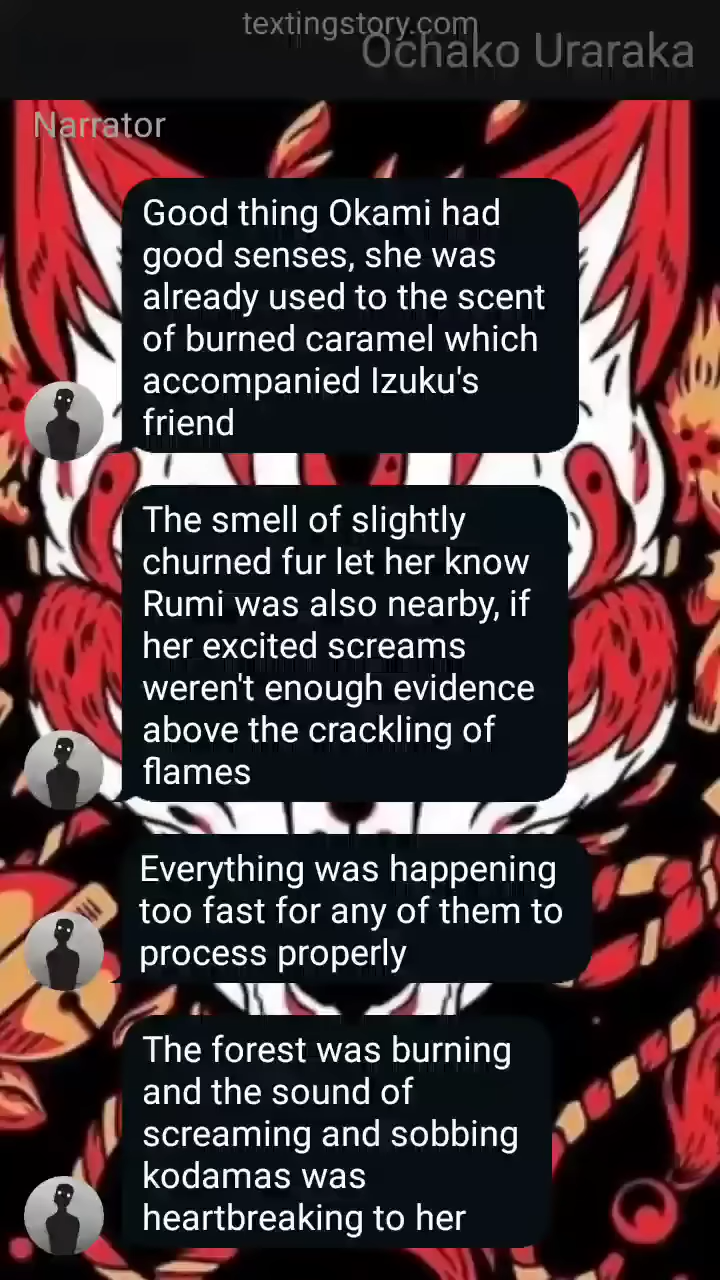 textingstory.com
Ochako Uraraka
Narrator
Good thing Okami had
good senses, she was
already used to the scent
of burned caramel which
accompanied Izuku's
friend
The smell of slightly
churned fur let her know
Rumi was also nearby, if
her excited screams
weren't enough evidence
above the crackling of
flames
Everything was happening
too fast for any of them to
process properly
The forest was burning
and the sound of
screaming and sobbing
kodamas was
heartbreaking to her